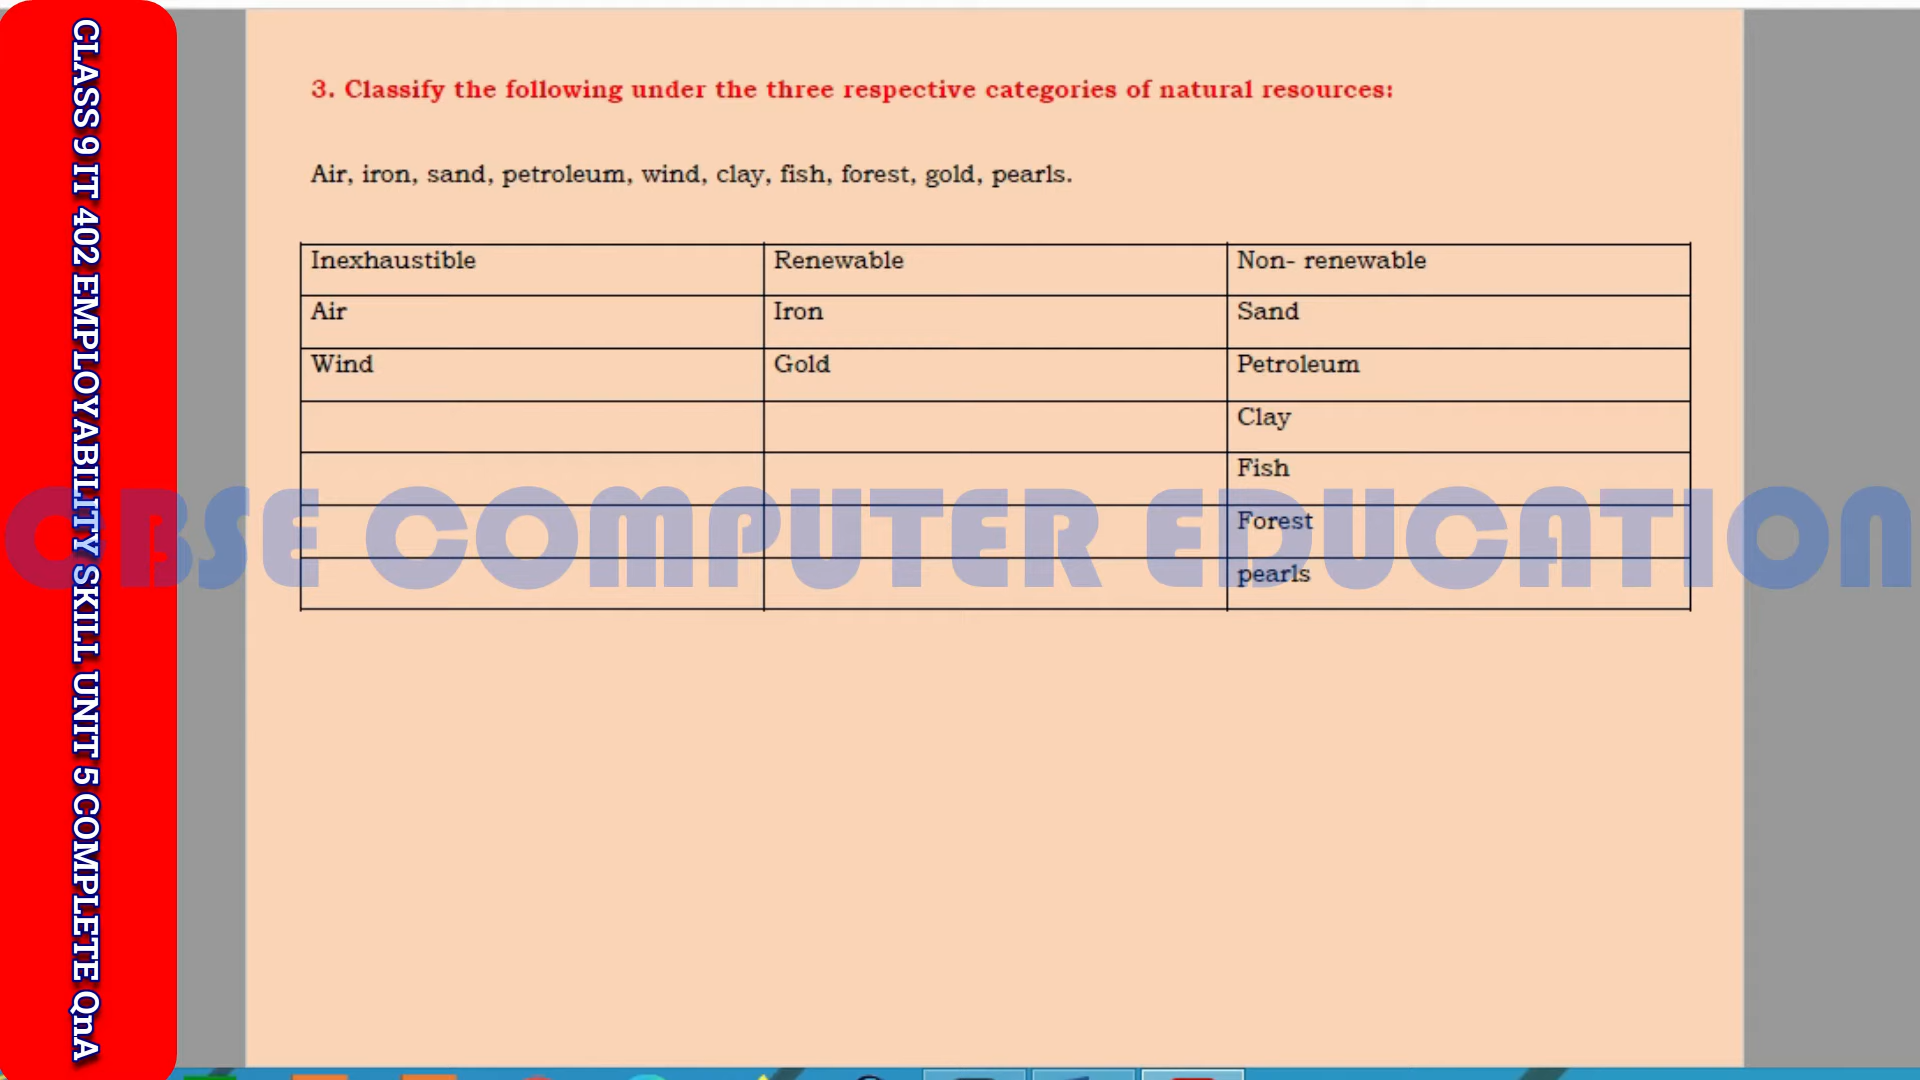 CLASS 9 IT 402 EMPLOYABILITY SKILL UNIT 5 COMPLETE QnA
3. Classify the following under the three respective categories of natural resources:
Air, iron, sand, petroleum, wind, clay, fish, forest, gold, pearls.
Inexhaustible Renewable Non- renewable
Air Iron Sand
Wind Gold Petroleum
Clay
Fish
Forest
pearls
CBSE COMPUTER EDUCATION